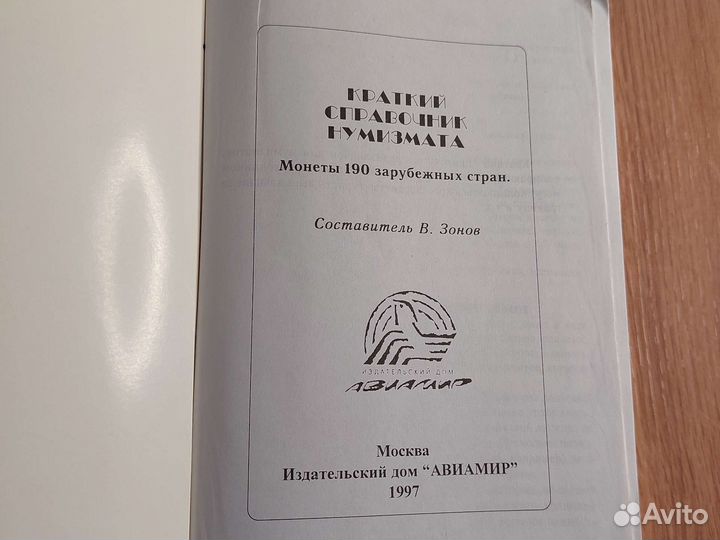 КРАТКИЙ
СПРАВОЧНИК
НУМИЗМАТА
Монеты 190 зарубежных стран.
Составитель В. Зонов
ИЗДАТЕЛЬСКИЙ ДОМ
АВИАМИР
Москва
Издательский дом “АВИАМИР”
1997
Avito